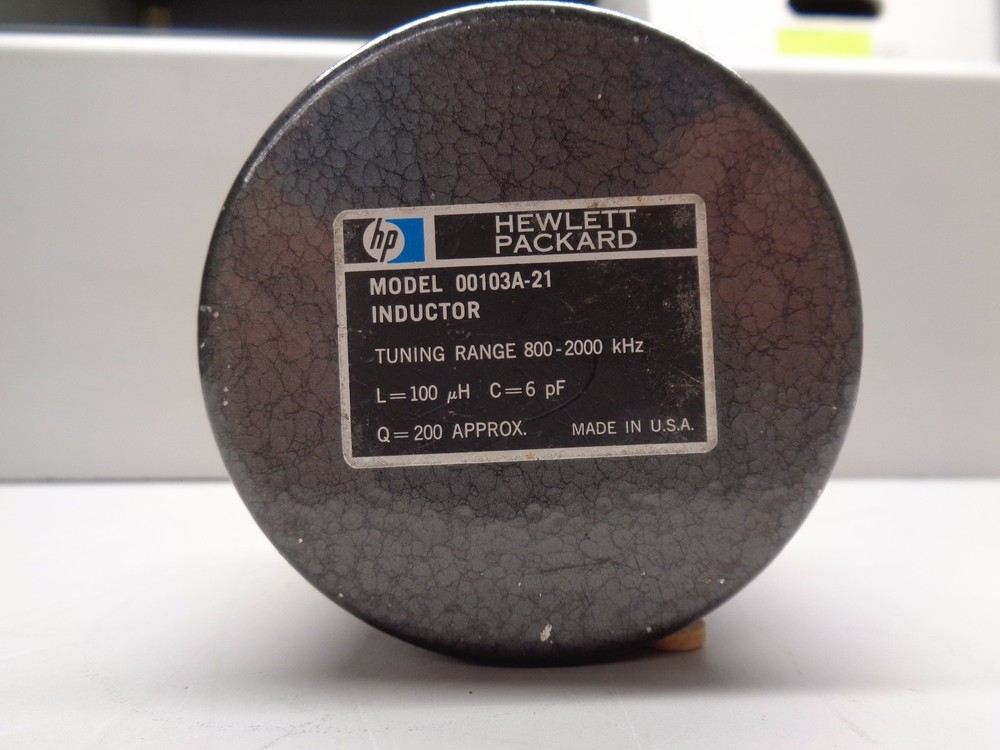 hp
HEWLETT
PACKARD
MODEL 00103A-21
INDUCTOR
TUNING RANGE 800-2000 kHz
L=100 μH C=6 pF
Q=200 APPROX. MADE IN U.S.A.